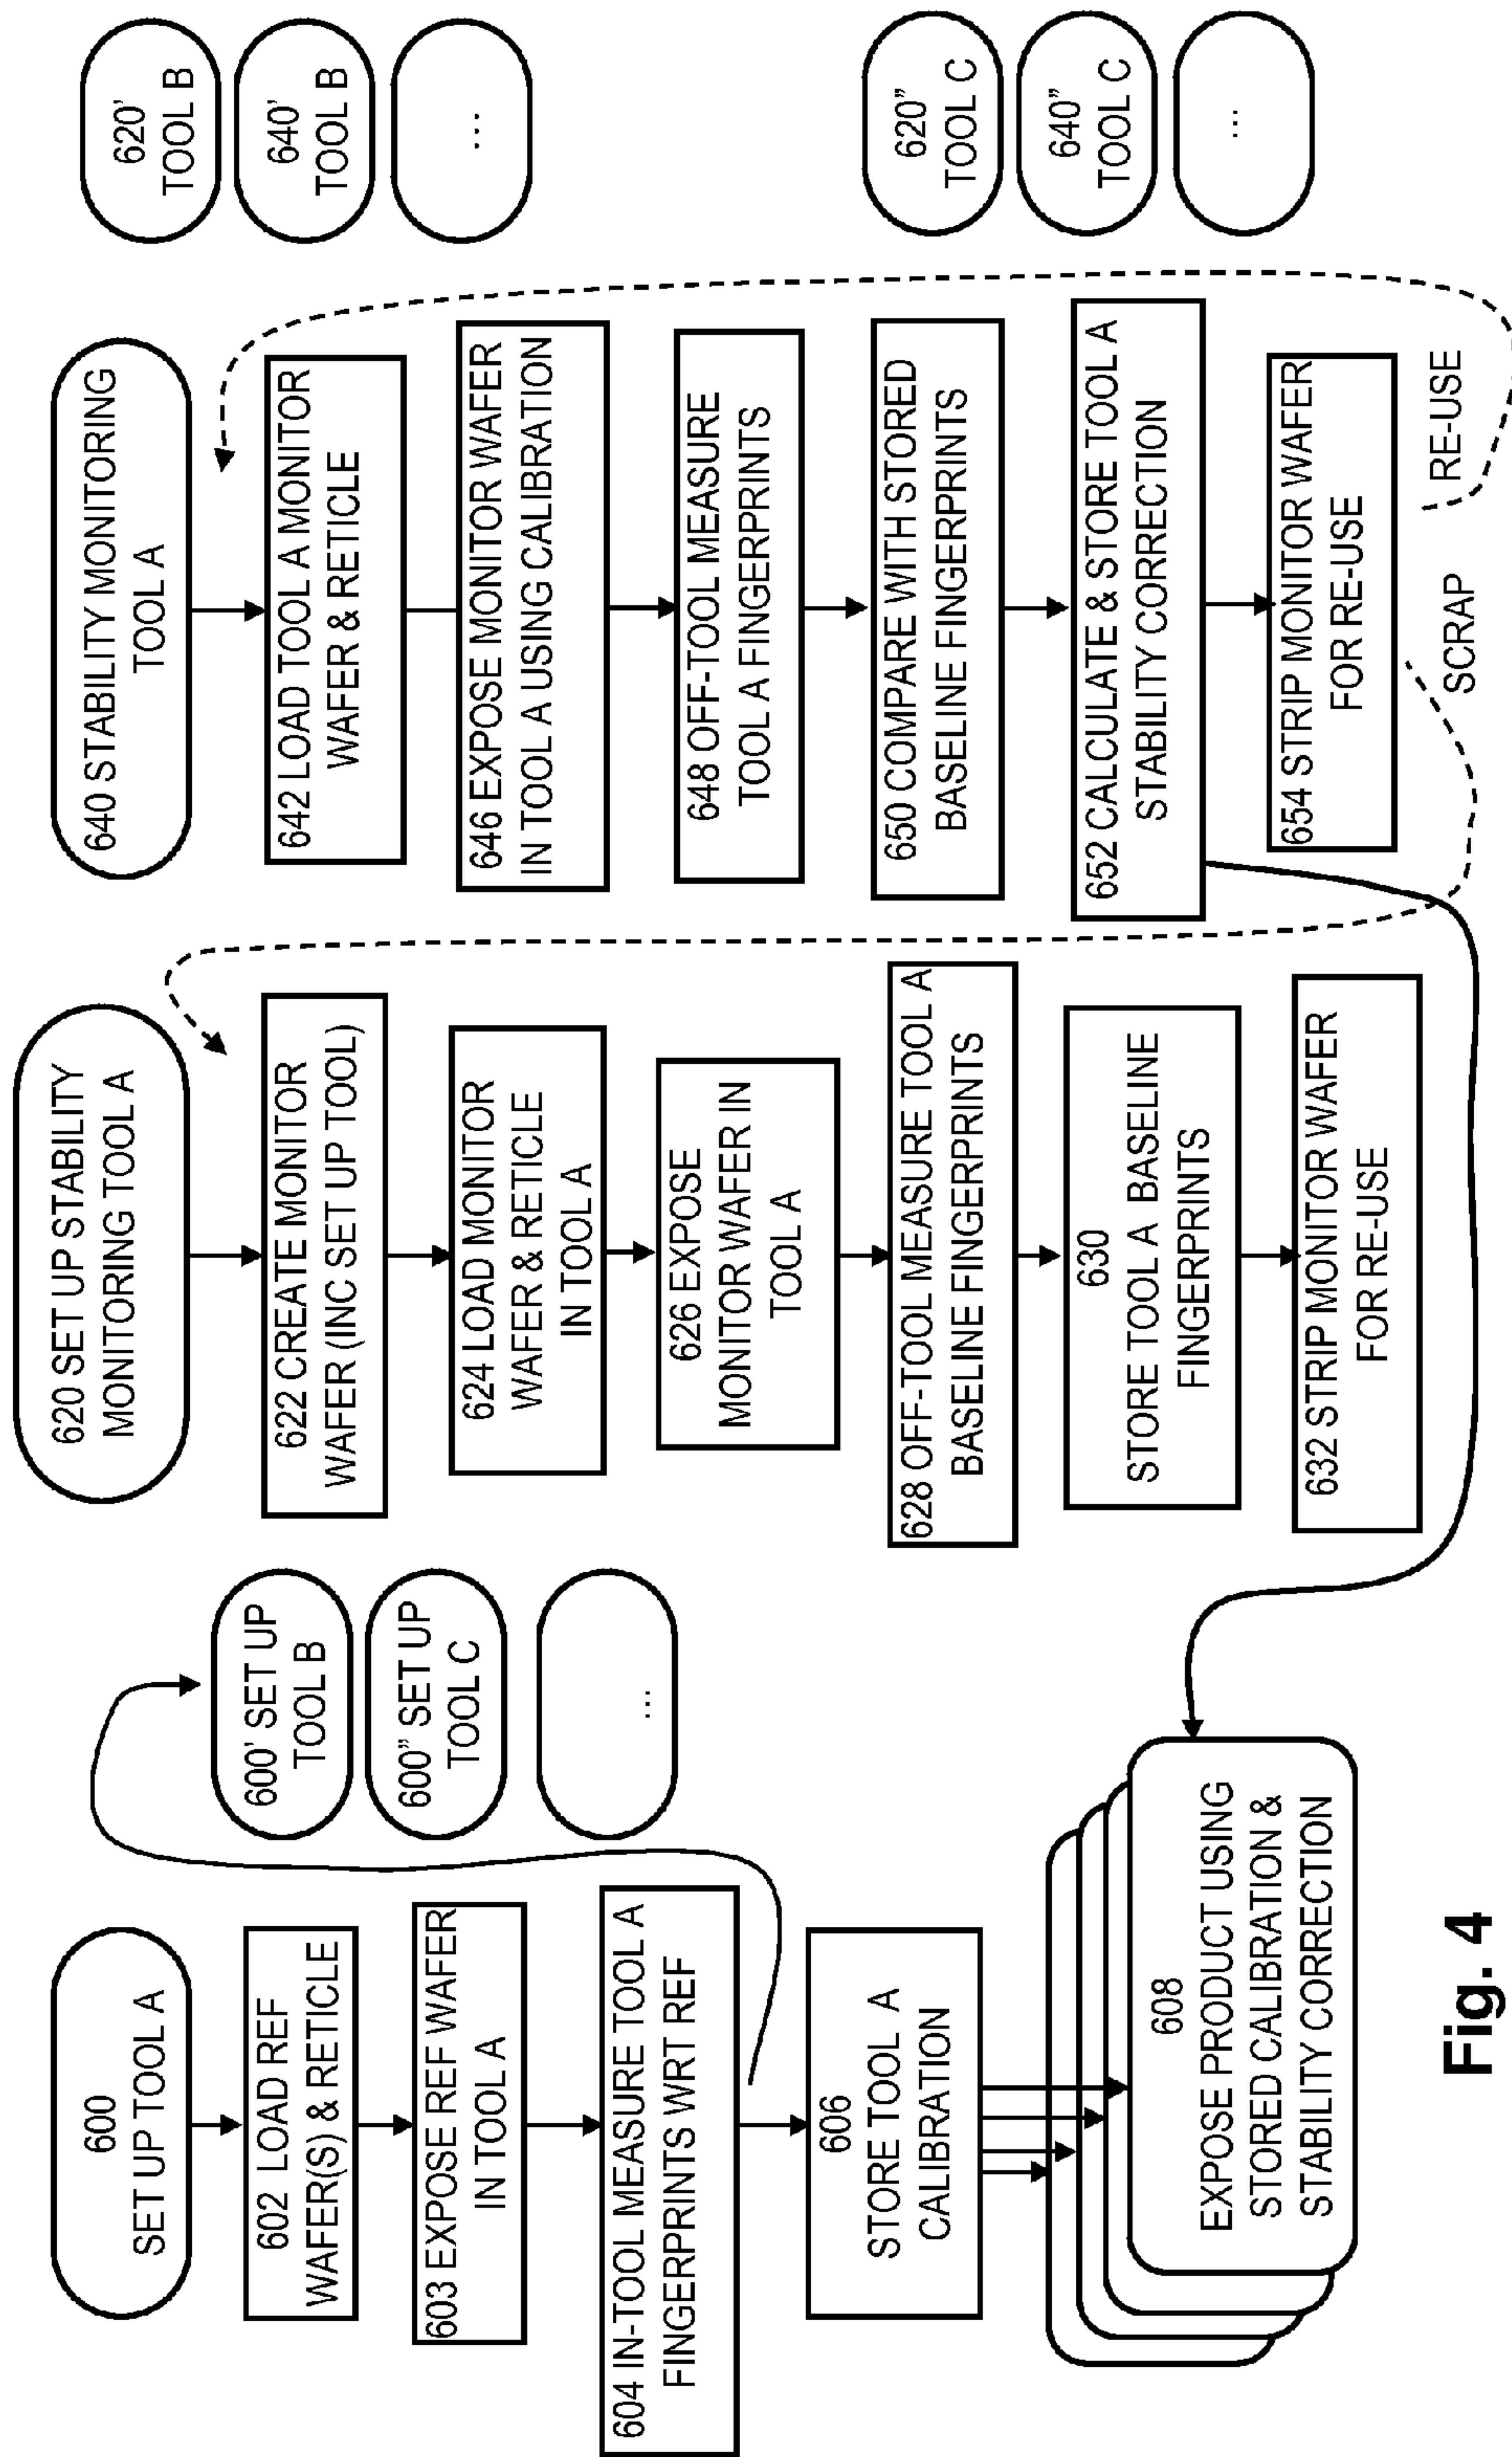 600
SET UP TOOL A
602 LOAD REF
WAFER(S) & RETICLE
603 EXPOSE REF WAFER
IN TOOL A
604 IN-TOOL MEASURE TOOL A
FINGERPRINTS WRT REF
606
STORE TOOL A
CALIBRATION
608
EXPOSE PRODUCT USING
STORED CALIBRATION &
STABILITY CORRECTION
600' SET UP
TOOL B
600" SET UP
TOOL C
...
620 SET UP STABILITY
MONITORING TOOL A
622 CREATE MONITOR
WAFER (INC SET UP TOOL)
624 LOAD MONITOR
WAFER & RETICLE
IN TOOL A
626 EXPOSE
MONITOR WAFER IN
TOOL A
628 OFF-TOOL MEASURE TOOL A
BASELINE FINGERPRINTS
630
STORE TOOL A BASELINE
FINGERPRINTS
632 STRIP MONITOR WAFER
FOR RE-USE
640 STABILITY MONITORING
TOOL A
642 LOAD TOOL A MONITOR
WAFER & RETICLE
646 EXPOSE MONITOR WAFER
IN TOOL A USING CALIBRATION
648 OFF-TOOL MEASURE
TOOL A FINGERPRINTS
650 COMPARE WITH STORED
BASELINE FINGERPRINTS
652 CALCULATE & STORE TOOL A
STABILITY CORRECTION
654 STRIP MONITOR WAFER
FOR RE-USE
SCRAP
RE-USE
620'
TOOL B
640'
TOOL B
...
620"
TOOL C
640"
TOOL C
...
Fig. 4